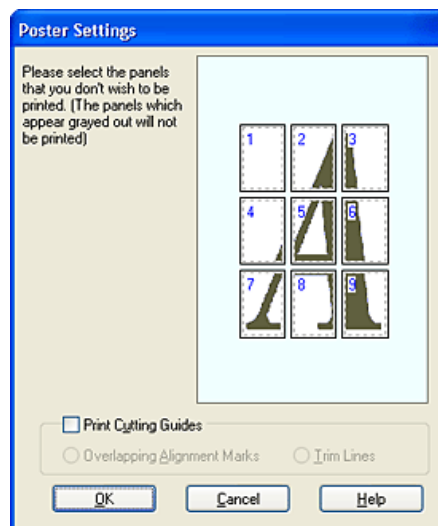 Poster Settings
Please select the panels
that you don't wish to be
printed. (The panels which
appear grayed out will not
be printed)
1 2 3
4 5 6
7 8 9
Print Cutting Guides
Overlapping Alignment Marks Trim Lines
OK Cancel Help